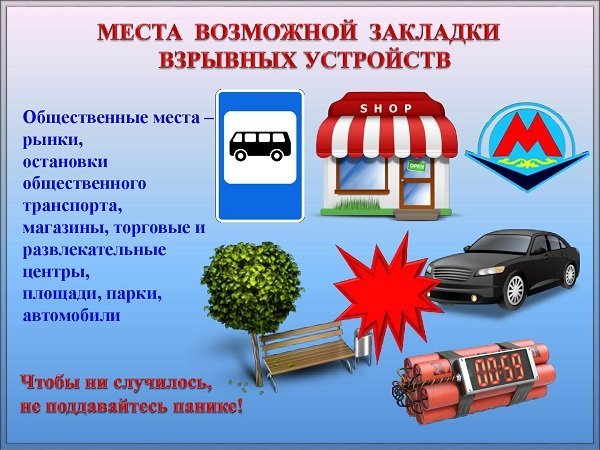 МЕСТА ВОЗМОЖНОЙ ЗАКЛАДКИ
ВЗРЫВНЫХ УСТРОЙСТВ
Общественные места –
рынки,
остановки
общественного
транспорта,
магазины, торговые и
развлекательные
центры,
площади, парки,
автомобили
SHOP
OPEN
М
00:59
Чтобы ни случилось,
не поддавайтесь панике!